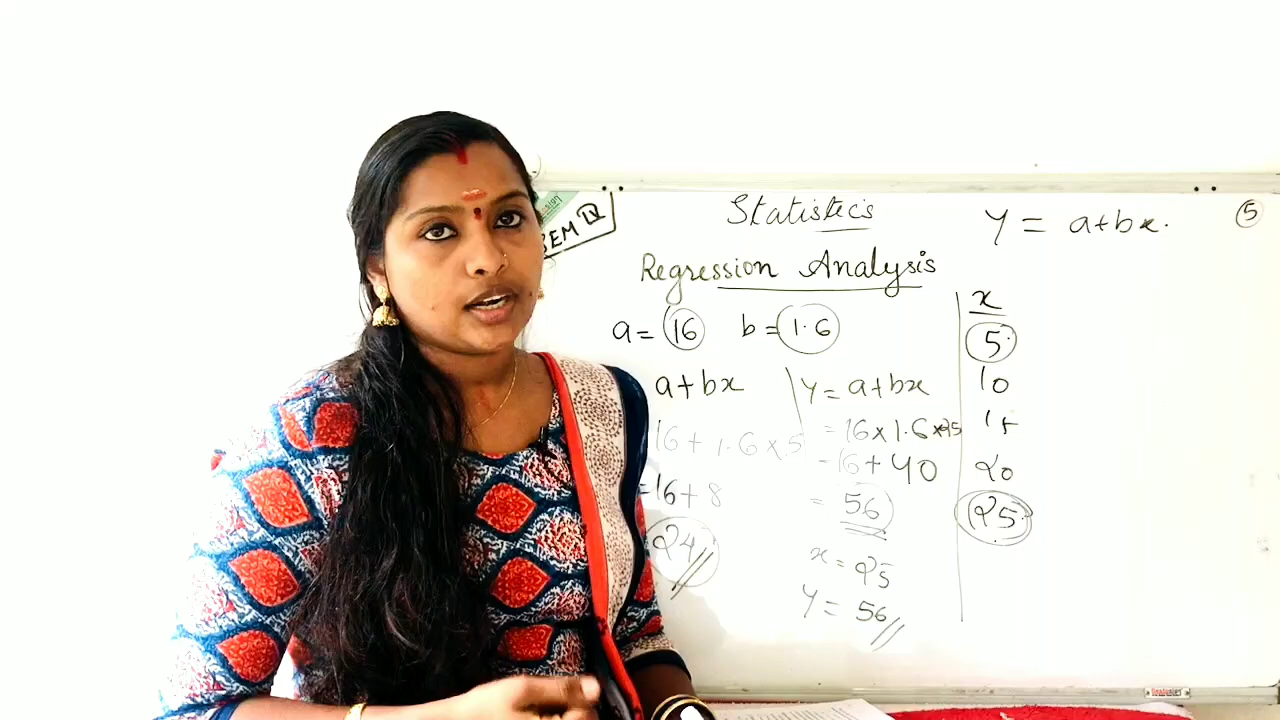 SEM IV
Statistics
Regression Analysis
a = 16 b = 1.6
a+bx
16 + 1.6 × 5
= 16 + 8
24
Y = a+bx
= 16 × 1.6 × 25
= 16 + 40
= 56
x = 25
Y = 56
Y = a+bx.
5
x
5
10
15
20
25